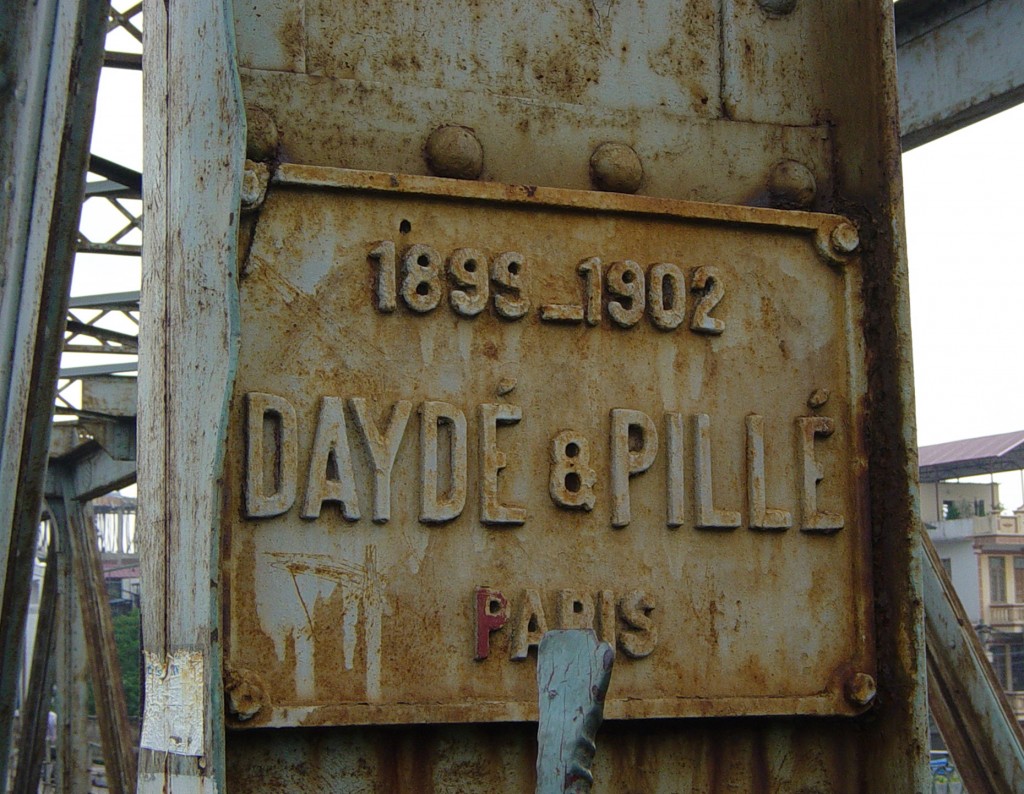 1899_1902
DAYDÉ & PILLÉ
PARIS